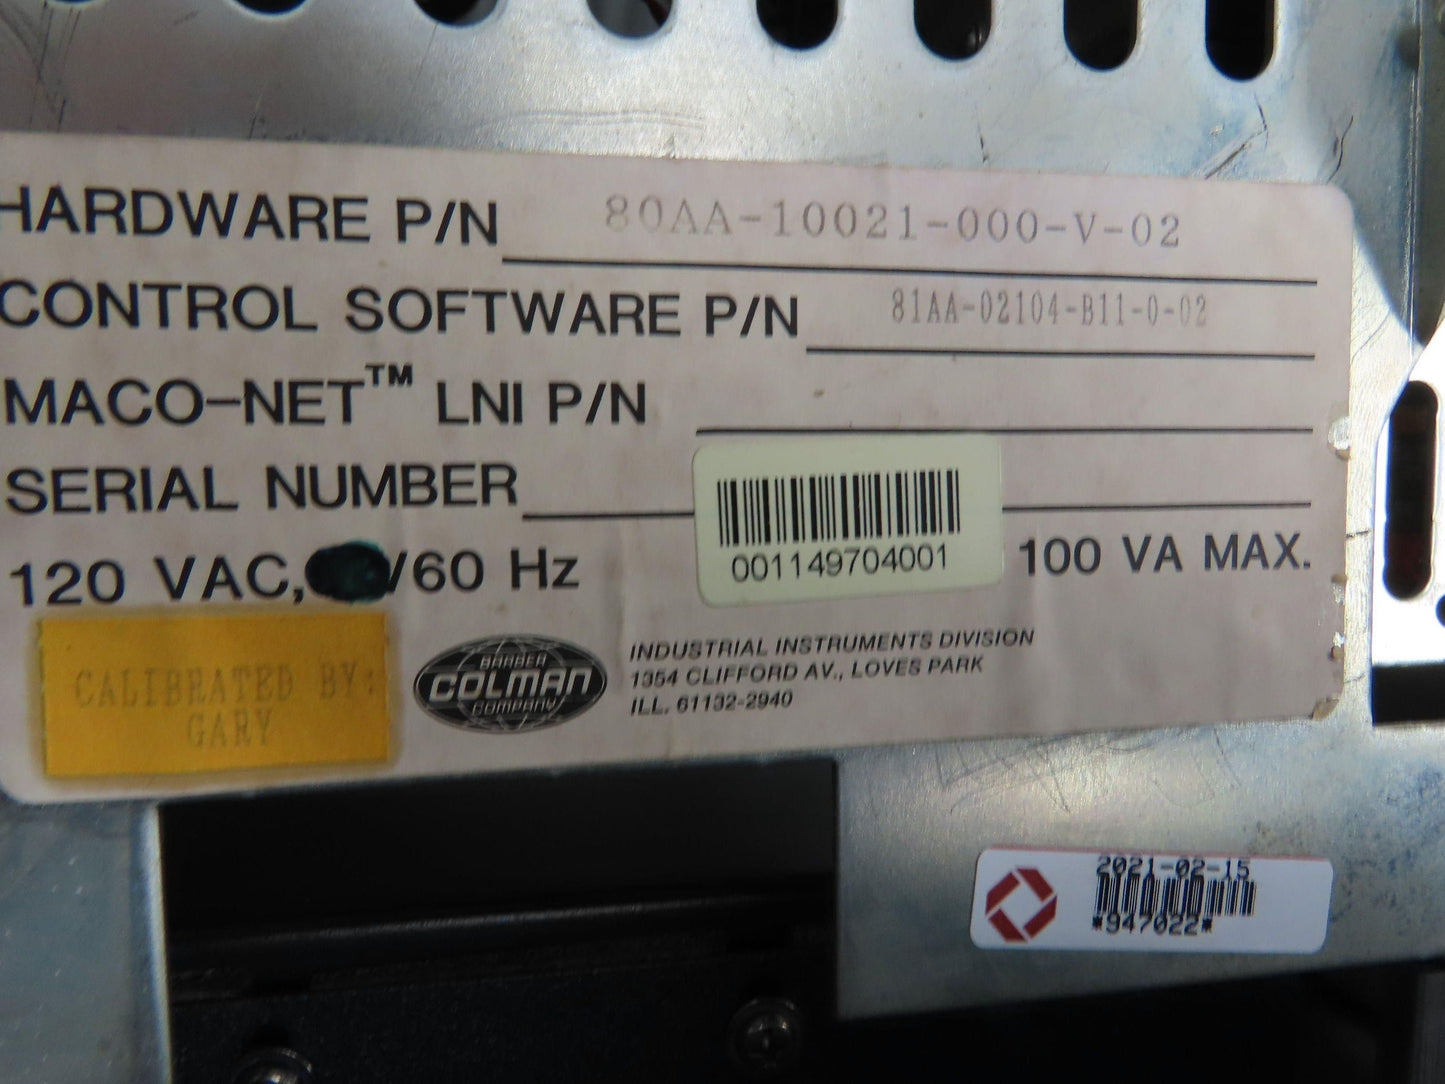 HARDWARE P/N 80AA-10021-000-V-02
CONTROL SOFTWARE P/N 81AA-02104-B11-0-02
MACO-NET™ LNI P/N
SERIAL NUMBER
001149704001
120 VAC, /60 Hz 100 VA MAX.
CALIBRATED BY:
GARY
BARBER
COLMAN
COMPANY
INDUSTRIAL INSTRUMENTS DIVISION
1354 CLIFFORD AV., LOVES PARK
ILL. 61132-2940
2021-02-15
*947022*